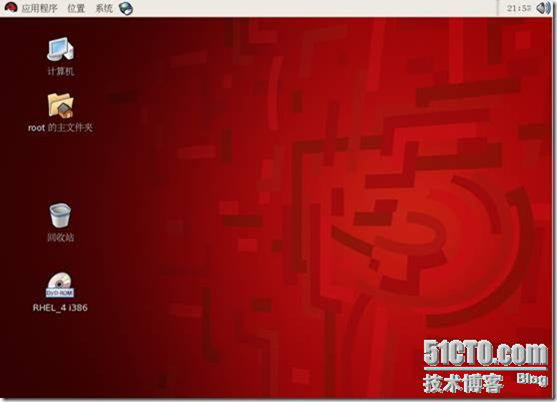 应用程序 位置 系统 21:53
计算机
root 的主文件夹
回收站
DVD-ROM
RHEL_4 i386
51CTO.com
技术博客 Blog